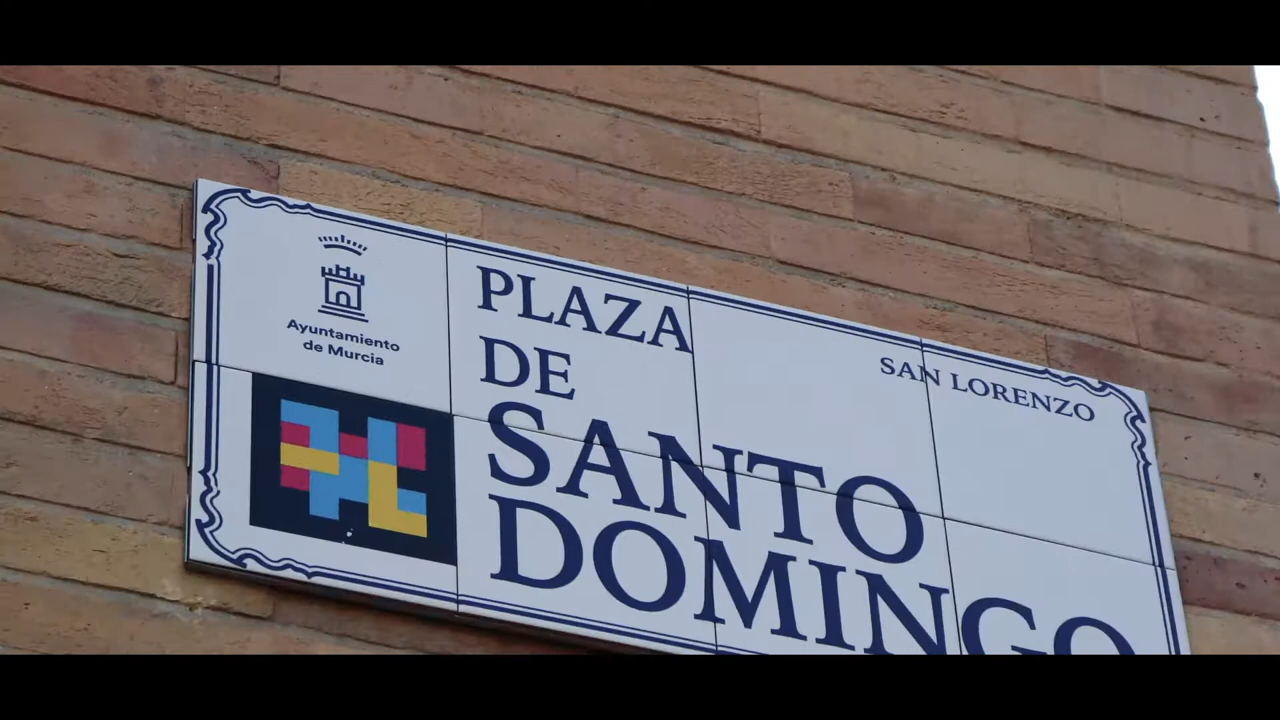 Ayuntamiento
de Murcia
PLAZA
DE
SANTO
DOMINGO
SAN LORENZO